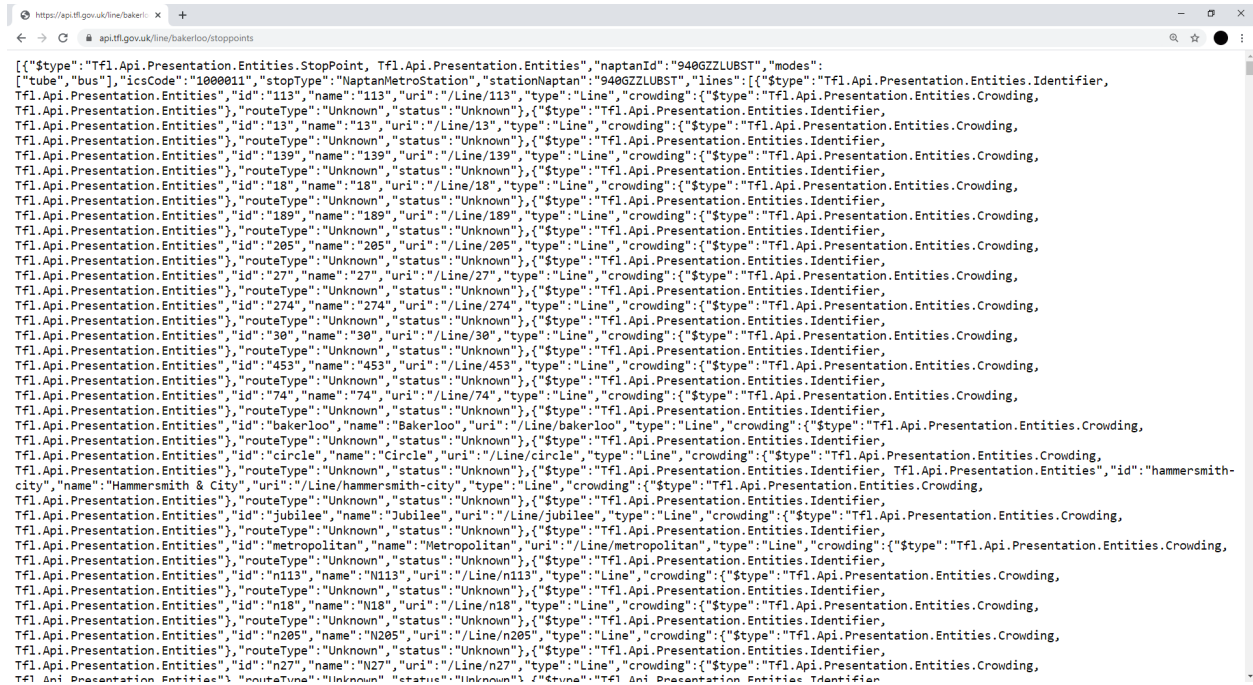 https://api.tfl.gov.uk/line/bakerlo
api.tfl.gov.uk/line/bakerloo/stoppoints
[{"$type":"Tfl.Api.Presentation.Entities.StopPoint, Tfl.Api.Presentation.Entities","naptanId":"940GZZLUBST","modes":
["tube","bus"],"icsCode":"1000011","stopType":"NaptanMetroStation","stationNaptan":"940GZZLUBST","lines":[{"$type":"Tfl.Api.Presentation.Entities.Identifier,
Tfl.Api.Presentation.Entities","id":"113","name":"113","uri":"/Line/113","type":"Line","crowding":{"$type":"Tfl.Api.Presentation.Entities.Crowding,
Tfl.Api.Presentation.Entities"},"routeType":"Unknown","status":"Unknown"},{"$type":"Tfl.Api.Presentation.Entities.Identifier,
Tfl.Api.Presentation.Entities","id":"13","name":"13","uri":"/Line/13","type":"Line","crowding":{"$type":"Tfl.Api.Presentation.Entities.Crowding,
Tfl.Api.Presentation.Entities"},"routeType":"Unknown","status":"Unknown"},{"$type":"Tfl.Api.Presentation.Entities.Identifier,
Tfl.Api.Presentation.Entities","id":"139","name":"139","uri":"/Line/139","type":"Line","crowding":{"$type":"Tfl.Api.Presentation.Entities.Crowding,
Tfl.Api.Presentation.Entities"},"routeType":"Unknown","status":"Unknown"},{"$type":"Tfl.Api.Presentation.Entities.Identifier,
Tfl.Api.Presentation.Entities","id":"18","name":"18","uri":"/Line/18","type":"Line","crowding":{"$type":"Tfl.Api.Presentation.Entities.Crowding,
Tfl.Api.Presentation.Entities"},"routeType":"Unknown","status":"Unknown"},{"$type":"Tfl.Api.Presentation.Entities.Identifier,
Tfl.Api.Presentation.Entities","id":"189","name":"189","uri":"/Line/189","type":"Line","crowding":{"$type":"Tfl.Api.Presentation.Entities.Crowding,
Tfl.Api.Presentation.Entities"},"routeType":"Unknown","status":"Unknown"},{"$type":"Tfl.Api.Presentation.Entities.Identifier,
Tfl.Api.Presentation.Entities","id":"205","name":"205","uri":"/Line/205","type":"Line","crowding":{"$type":"Tfl.Api.Presentation.Entities.Crowding,
Tfl.Api.Presentation.Entities"},"routeType":"Unknown","status":"Unknown"},{"$type":"Tfl.Api.Presentation.Entities.Identifier,
Tfl.Api.Presentation.Entities","id":"27","name":"27","uri":"/Line/27","type":"Line","crowding":{"$type":"Tfl.Api.Presentation.Entities.Crowding,
Tfl.Api.Presentation.Entities"},"routeType":"Unknown","status":"Unknown"},{"$type":"Tfl.Api.Presentation.Entities.Identifier,
Tfl.Api.Presentation.Entities","id":"274","name":"274","uri":"/Line/274","type":"Line","crowding":{"$type":"Tfl.Api.Presentation.Entities.Crowding,
Tfl.Api.Presentation.Entities"},"routeType":"Unknown","status":"Unknown"},{"$type":"Tfl.Api.Presentation.Entities.Identifier,
Tfl.Api.Presentation.Entities","id":"30","name":"30","uri":"/Line/30","type":"Line","crowding":{"$type":"Tfl.Api.Presentation.Entities.Crowding,
Tfl.Api.Presentation.Entities"},"routeType":"Unknown","status":"Unknown"},{"$type":"Tfl.Api.Presentation.Entities.Identifier,
Tfl.Api.Presentation.Entities","id":"453","name":"453","uri":"/Line/453","type":"Line","crowding":{"$type":"Tfl.Api.Presentation.Entities.Crowding,
Tfl.Api.Presentation.Entities"},"routeType":"Unknown","status":"Unknown"},{"$type":"Tfl.Api.Presentation.Entities.Identifier,
Tfl.Api.Presentation.Entities","id":"74","name":"74","uri":"/Line/74","type":"Line","crowding":{"$type":"Tfl.Api.Presentation.Entities.Crowding,
Tfl.Api.Presentation.Entities"},"routeType":"Unknown","status":"Unknown"},{"$type":"Tfl.Api.Presentation.Entities.Identifier,
Tfl.Api.Presentation.Entities","id":"bakerloo","name":"Bakerloo","uri":"/Line/bakerloo","type":"Line","crowding":{"$type":"Tfl.Api.Presentation.Entities.Crowding,
Tfl.Api.Presentation.Entities"},"routeType":"Unknown","status":"Unknown"},{"$type":"Tfl.Api.Presentation.Entities.Identifier,
Tfl.Api.Presentation.Entities","id":"circle","name":"Circle","uri":"/Line/circle","type":"Line","crowding":{"$type":"Tfl.Api.Presentation.Entities.Crowding,
Tfl.Api.Presentation.Entities"},"routeType":"Unknown","status":"Unknown"},{"$type":"Tfl.Api.Presentation.Entities.Identifier, Tfl.Api.Presentation.Entities","id":"hammersmith-
city","name":"Hammersmith & City","uri":"/Line/hammersmith-city","type":"Line","crowding":{"$type":"Tfl.Api.Presentation.Entities.Crowding,
Tfl.Api.Presentation.Entities"},"routeType":"Unknown","status":"Unknown"},{"$type":"Tfl.Api.Presentation.Entities.Identifier,
Tfl.Api.Presentation.Entities","id":"jubilee","name":"Jubilee","uri":"/Line/jubilee","type":"Line","crowding":{"$type":"Tfl.Api.Presentation.Entities.Crowding,
Tfl.Api.Presentation.Entities"},"routeType":"Unknown","status":"Unknown"},{"$type":"Tfl.Api.Presentation.Entities.Identifier,
Tfl.Api.Presentation.Entities","id":"metropolitan","name":"Metropolitan","uri":"/Line/metropolitan","type":"Line","crowding":{"$type":"Tfl.Api.Presentation.Entities.Crowding,
Tfl.Api.Presentation.Entities"},"routeType":"Unknown","status":"Unknown"},{"$type":"Tfl.Api.Presentation.Entities.Identifier,
Tfl.Api.Presentation.Entities","id":"n113","name":"N113","uri":"/Line/n113","type":"Line","crowding":{"$type":"Tfl.Api.Presentation.Entities.Crowding,
Tfl.Api.Presentation.Entities"},"routeType":"Unknown","status":"Unknown"},{"$type":"Tfl.Api.Presentation.Entities.Identifier,
Tfl.Api.Presentation.Entities","id":"n18","name":"N18","uri":"/Line/n18","type":"Line","crowding":{"$type":"Tfl.Api.Presentation.Entities.Crowding,
Tfl.Api.Presentation.Entities"},"routeType":"Unknown","status":"Unknown"},{"$type":"Tfl.Api.Presentation.Entities.Identifier,
Tfl.Api.Presentation.Entities","id":"n205","name":"N205","uri":"/Line/n205","type":"Line","crowding":{"$type":"Tfl.Api.Presentation.Entities.Crowding,
Tfl.Api.Presentation.Entities"},"routeType":"Unknown","status":"Unknown"},{"$type":"Tfl.Api.Presentation.Entities.Identifier,
Tfl.Api.Presentation.Entities","id":"n27","name":"N27","uri":"/Line/n27","type":"Line","crowding":{"$type":"Tfl.Api.Presentation.Entities.Crowding,
Tfl.Api.Presentation.Entities"},"routeType":"Unknown","status":"Unknown"},{"$type":"Tfl.Api.Presentation.Entities.Identifier,